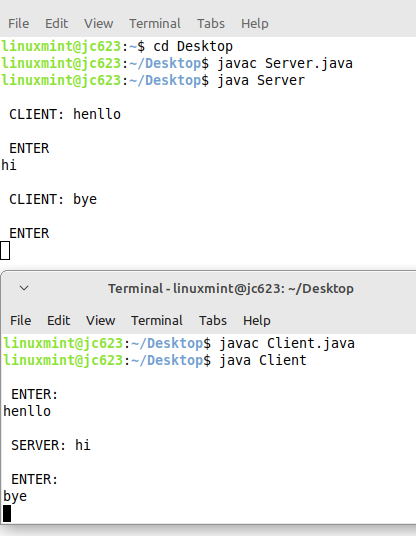 File Edit View Terminal Tabs Help
linuxmint@jc623:~$ cd Desktop
linuxmint@jc623:~/Desktop$ javac Server.java
linuxmint@jc623:~/Desktop$ java Server
CLIENT: henllo
ENTER
hi
CLIENT: bye
ENTER
Terminal - linuxmint@jc623: ~/Desktop
File Edit View Terminal Tabs Help
linuxmint@jc623:~/Desktop$ javac Client.java
linuxmint@jc623:~/Desktop$ java Client
ENTER:
henllo
SERVER: hi
ENTER:
bye